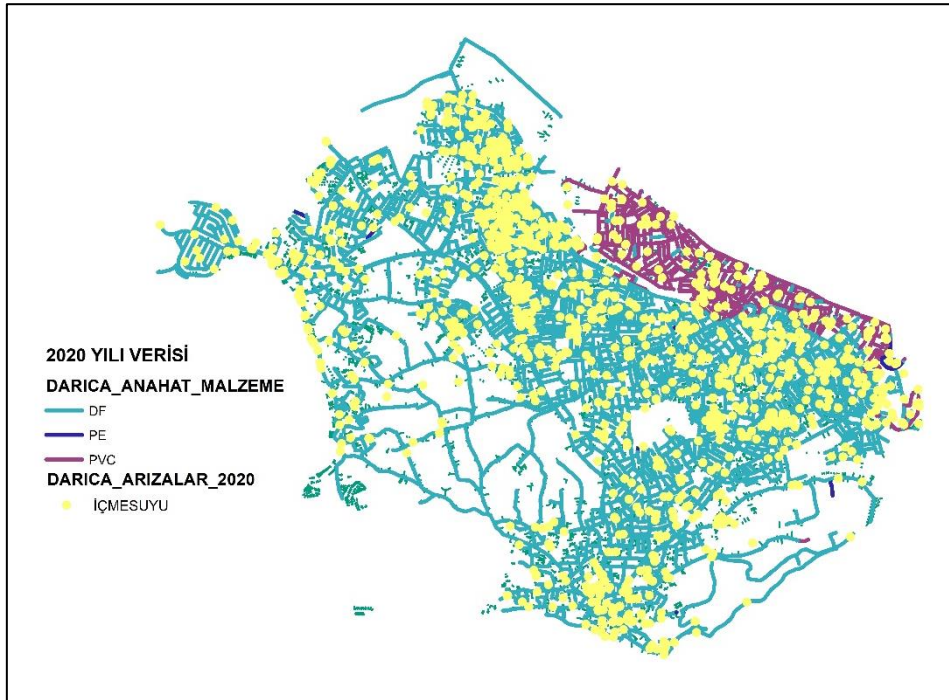 2020 YILI VERİSİ
DARICA_ANAHAT_MALZEME
DF
PE
PVC
DARICA_ARIZALAR_2020
İÇMESUYU